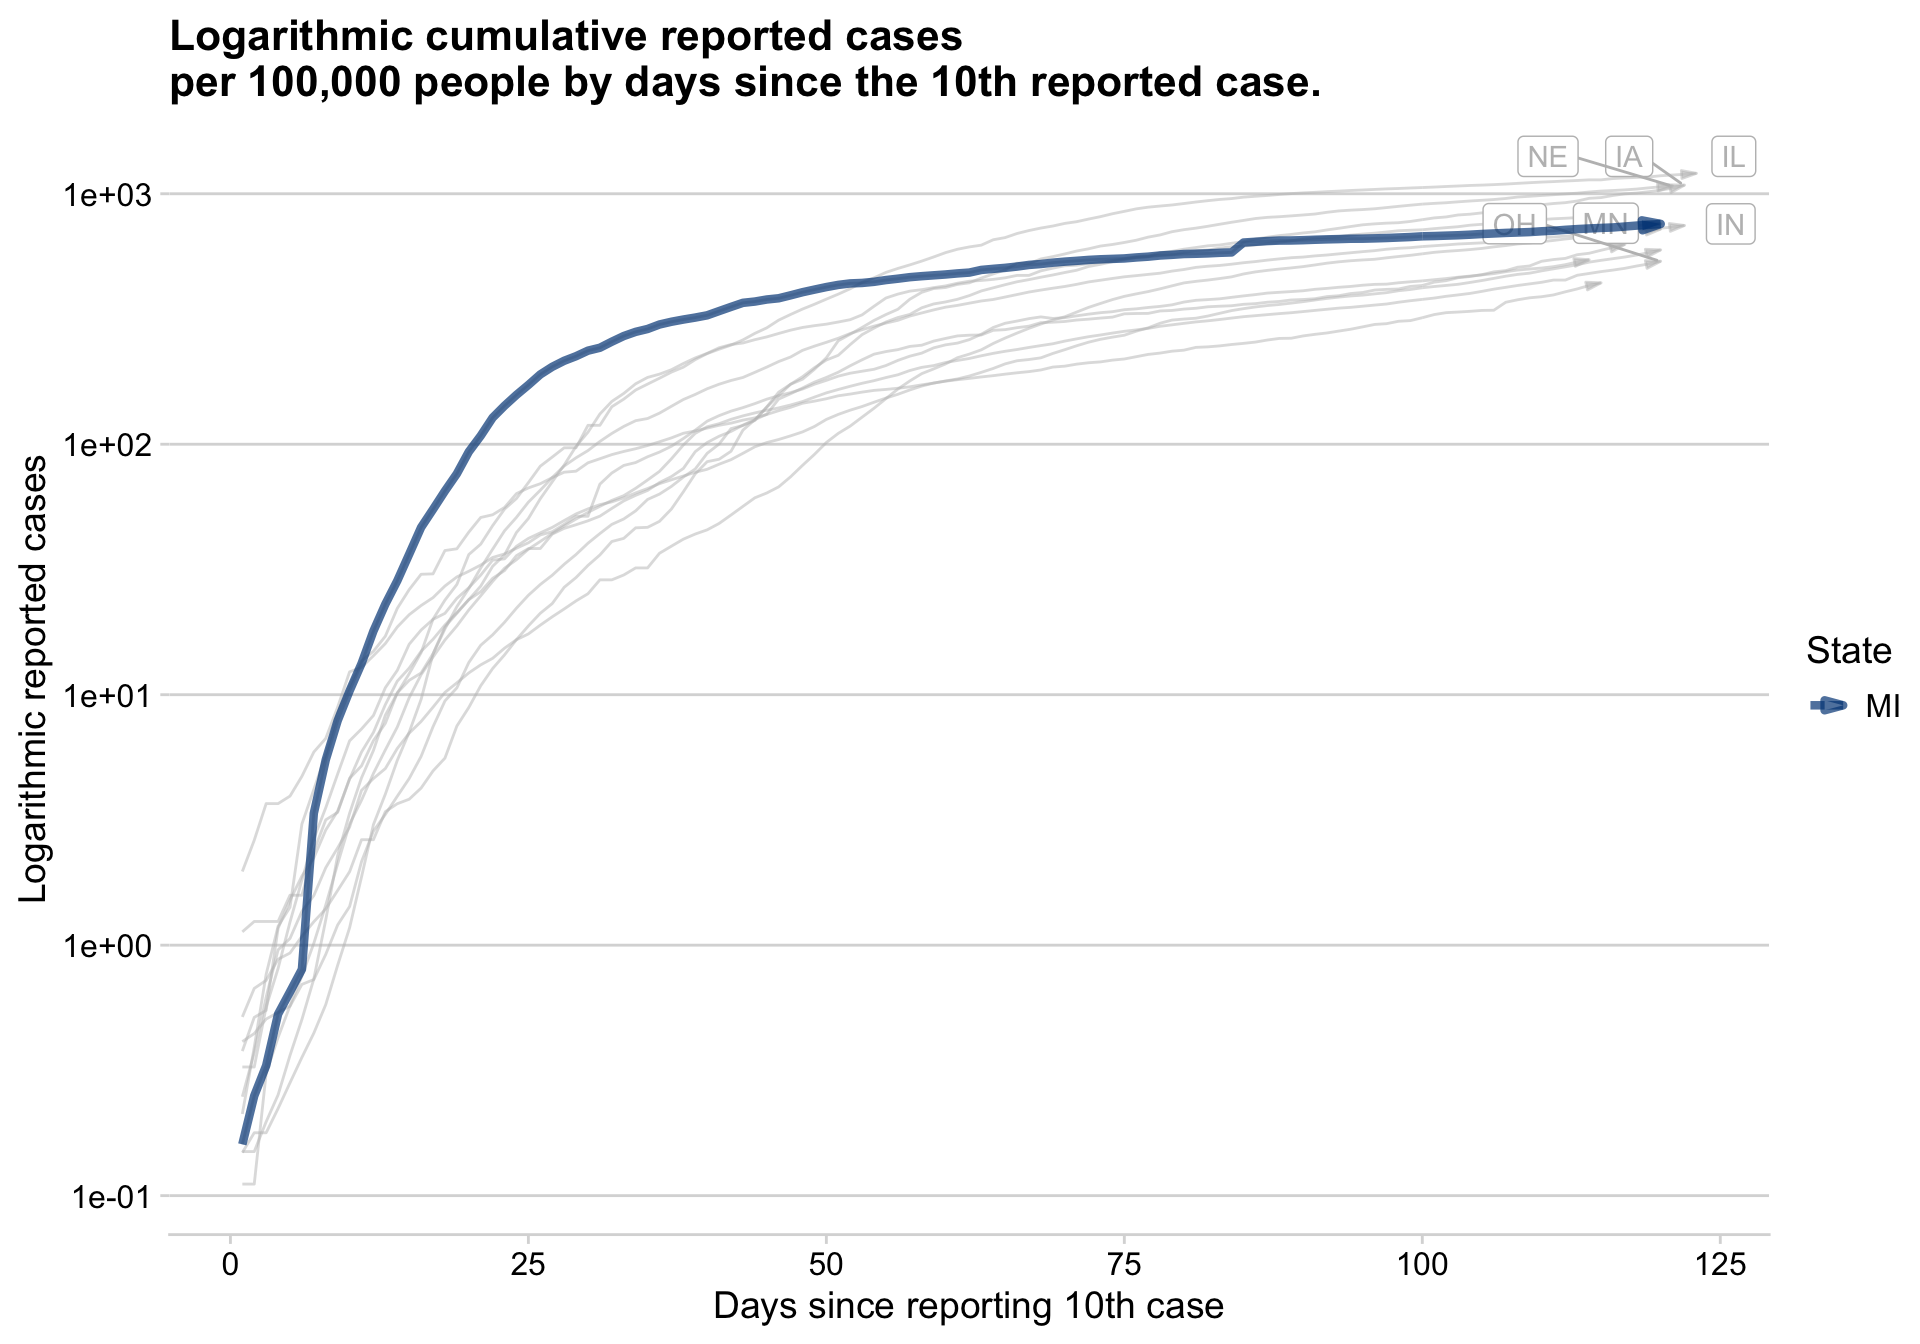 Logarithmic cumulative reported cases
per 100,000 people by days since the 10th reported case.
NE
IA
IL
OH
MN
IN
1e+03
1e+02
1e+01
1e+00
1e-01
Logarithmic reported cases
0
25
50
75
100
125
Days since reporting 10th case
State
MI